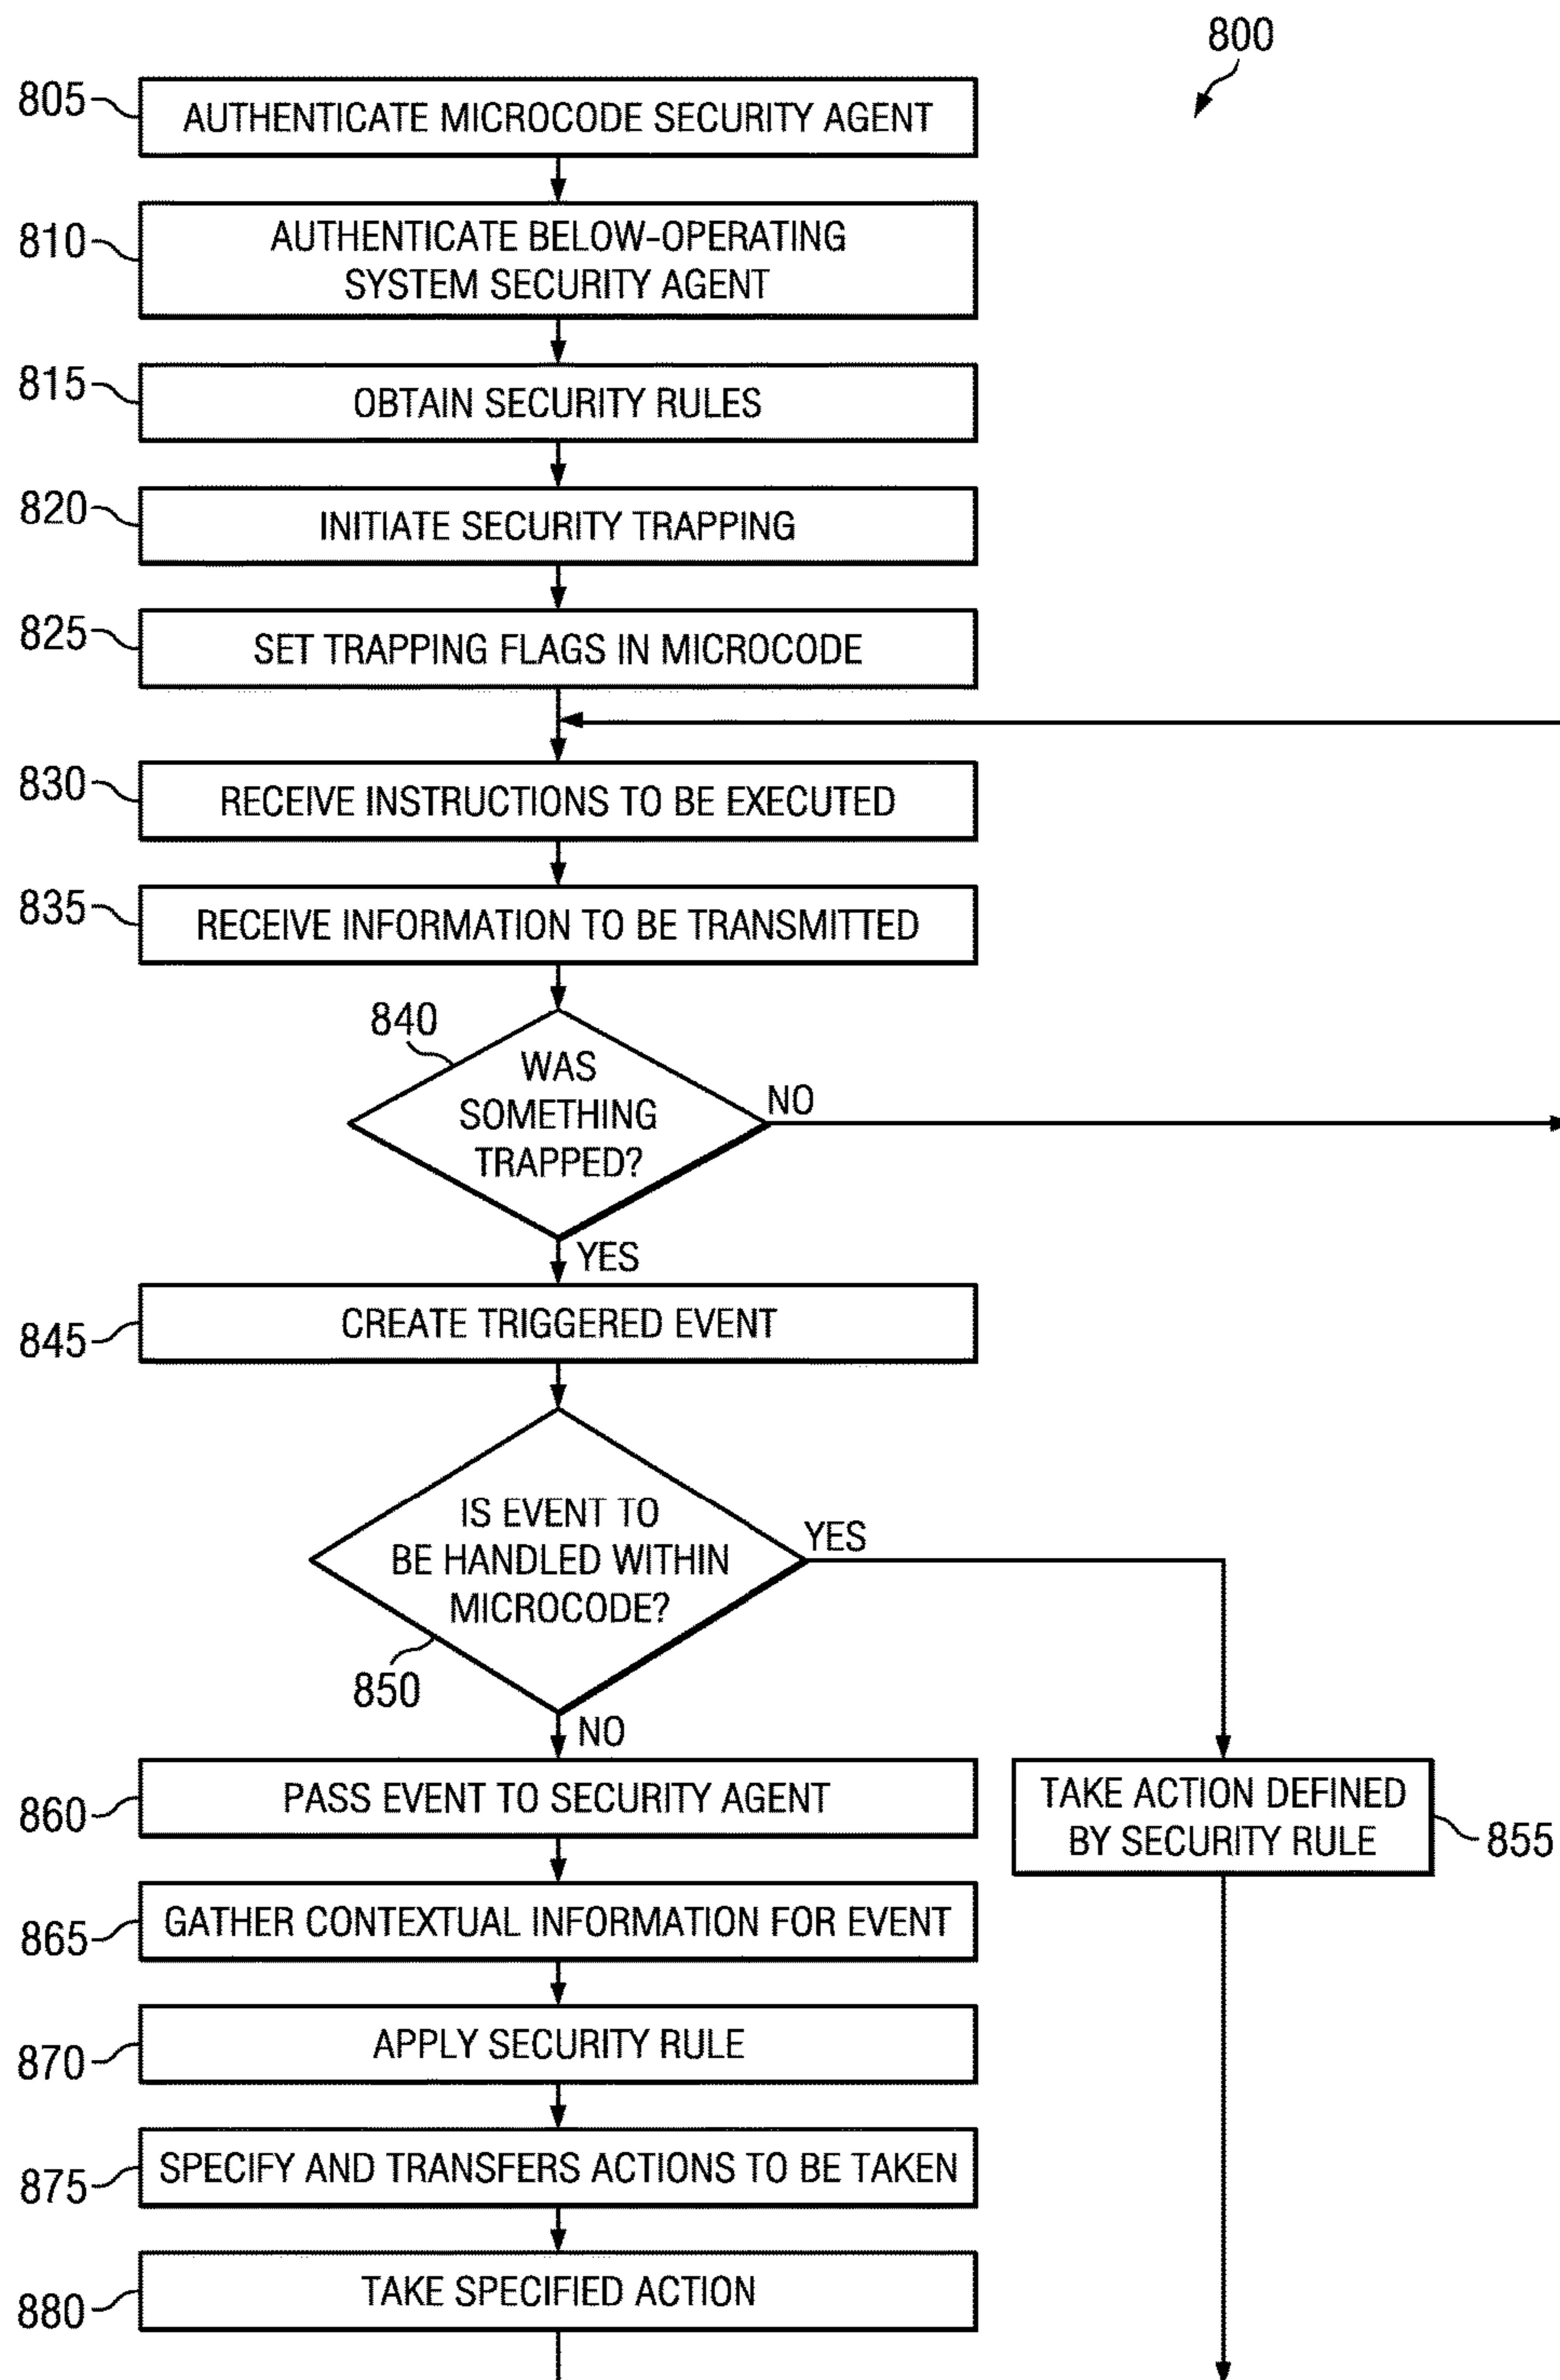 800
805
AUTHENTICATE MICROCODE SECURITY AGENT
810
AUTHENTICATE BELOW-OPERATING
SYSTEM SECURITY AGENT
815
OBTAIN SECURITY RULES
820
INITIATE SECURITY TRAPPING
825
SET TRAPPING FLAGS IN MICROCODE
830
RECEIVE INSTRUCTIONS TO BE EXECUTED
835
RECEIVE INFORMATION TO BE TRANSMITTED
840
WAS
SOMETHING
TRAPPED?
NO
YES
845
CREATE TRIGGERED EVENT
IS EVENT TO
BE HANDLED WITHIN
MICROCODE?
YES
850
NO
860
PASS EVENT TO SECURITY AGENT
TAKE ACTION DEFINED
BY SECURITY RULE
855
865
GATHER CONTEXTUAL INFORMATION FOR EVENT
870
APPLY SECURITY RULE
875
SPECIFY AND TRANSFERS ACTIONS TO BE TAKEN
880
TAKE SPECIFIED ACTION